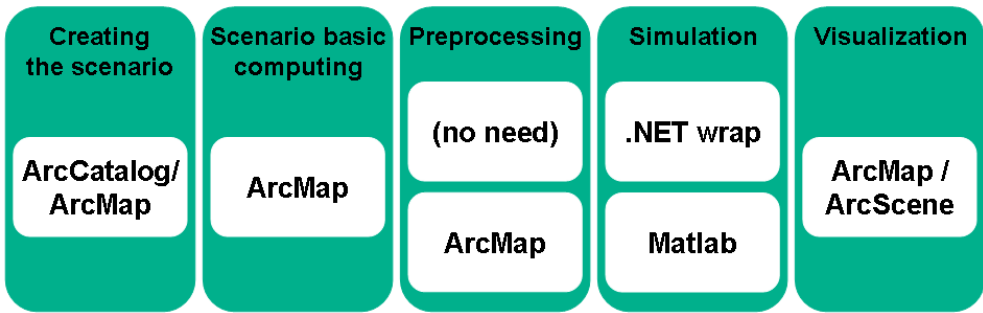 Creating
the scenario
ArcCatalog/
ArcMap
Scenario basic
computing
ArcMap
Preprocessing
(no need)
ArcMap
Simulation
.NET wrap
Matlab
Visualization
ArcMap /
ArcScene